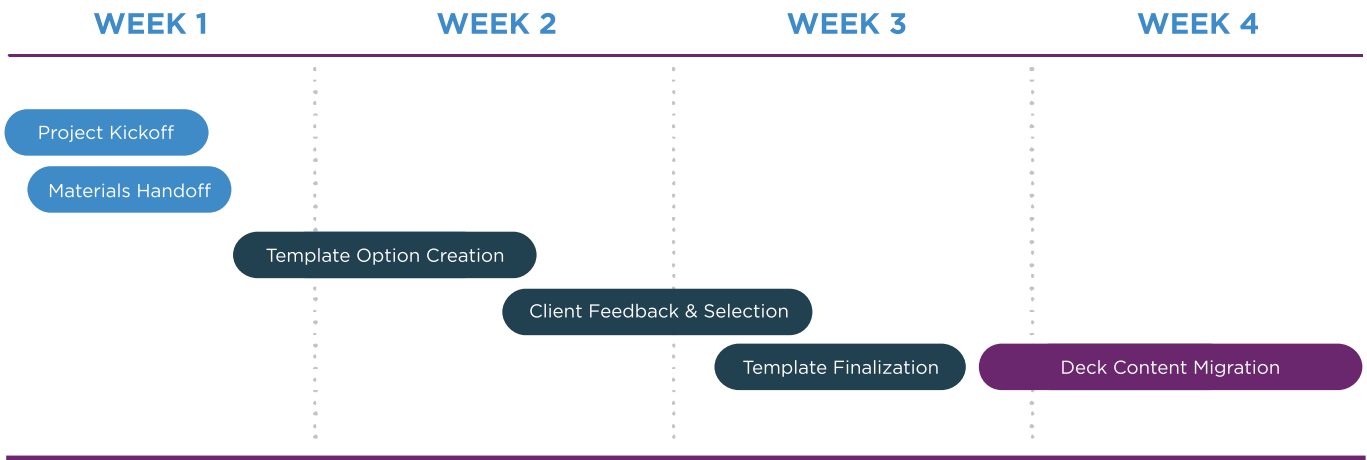 WEEK 1 WEEK 2 WEEK 3 WEEK 4
Project Kickoff
Materials Handoff
Template Option Creation
Client Feedback & Selection
Template Finalization
Deck Content Migration